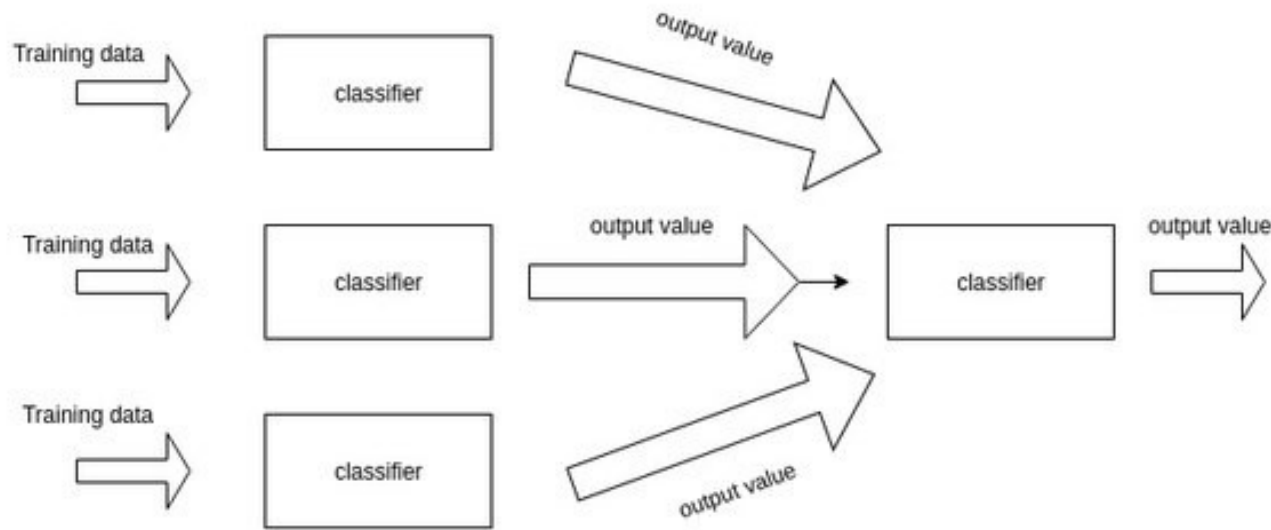 Training data
classifier
output value
Training data
classifier
output value
classifier
output value
Training data
classifier
output value